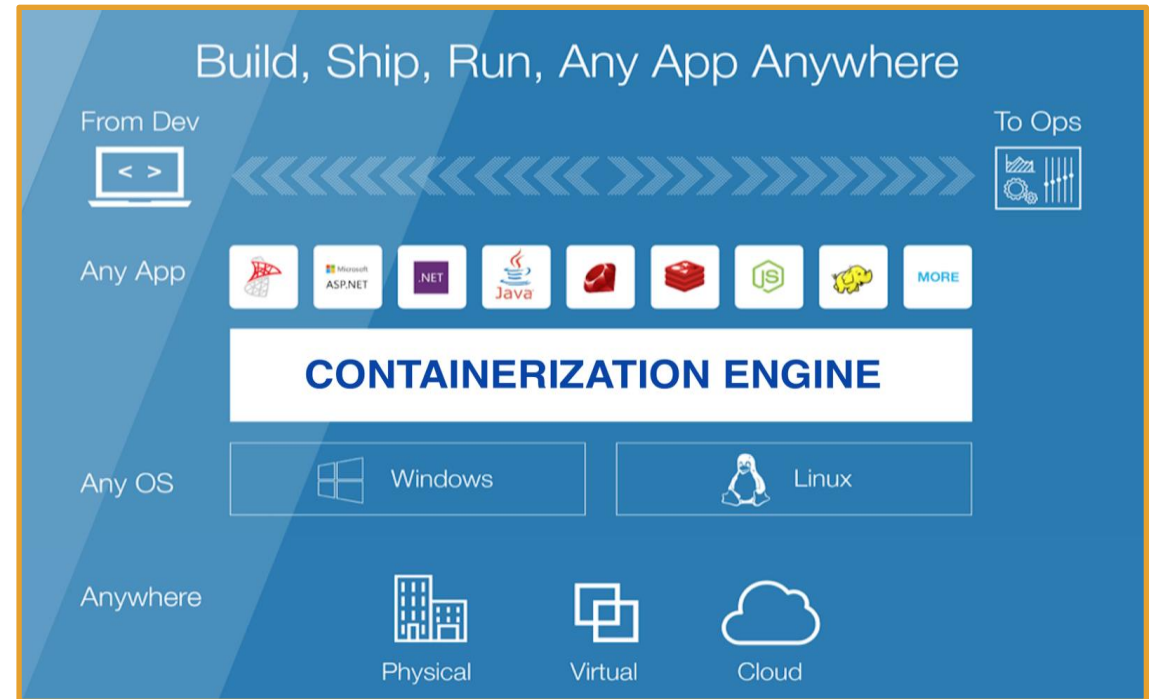 Build, Ship, Run, Any App Anywhere
From Dev
To Ops
< >
Any App
Microsoft
ASP.NET
.NET
Java
JS
MORE
CONTAINERIZATION ENGINE
Any OS
Windows
Linux
Anywhere
Physical
Virtual
Cloud